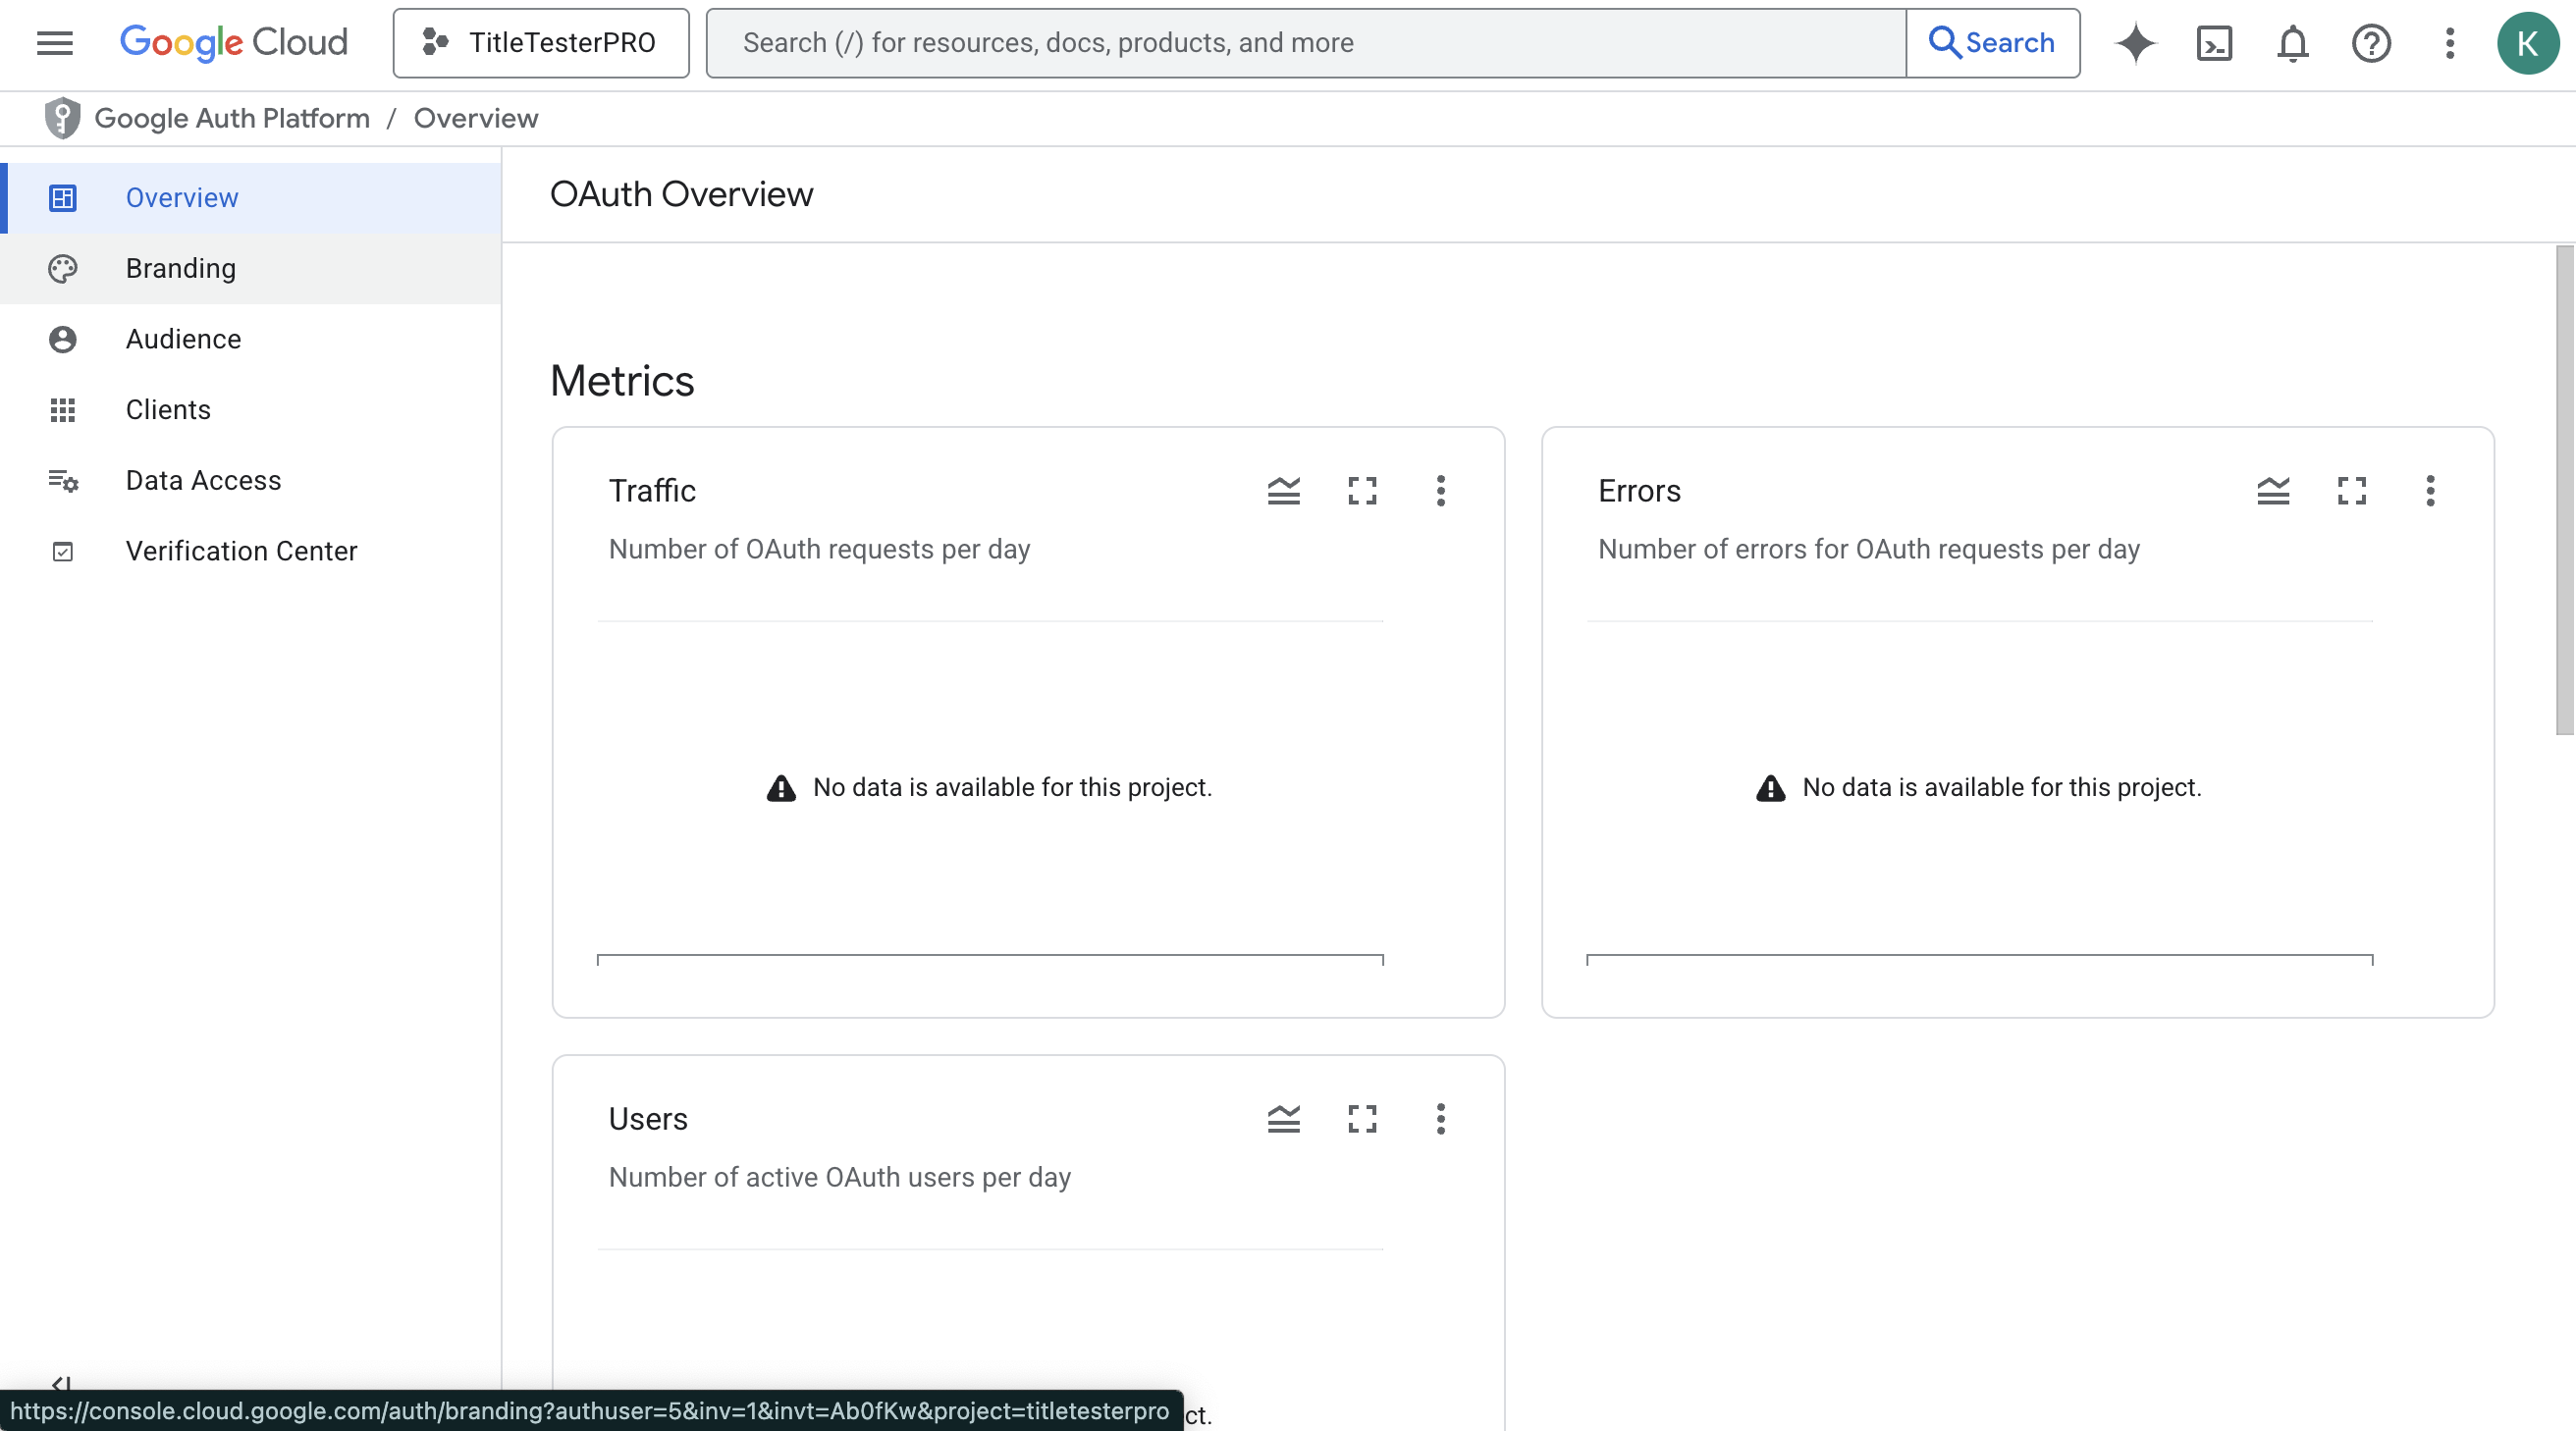 Google Cloud
TitleTesterPRO
Search (/) for resources, docs, products, and more
Search
K
Google Auth Platform / Overview
Overview
Branding
Audience
Clients
Data Access
Verification Center
OAuth Overview
Metrics
Traffic
Number of OAuth requests per day
No data is available for this project.
Errors
Number of errors for OAuth requests per day
No data is available for this project.
Users
Number of active OAuth users per day
https://console.cloud.google.com/auth/branding?authuser=5&inv=1&invt=Ab0fKw&project=titletesterpro
ct.